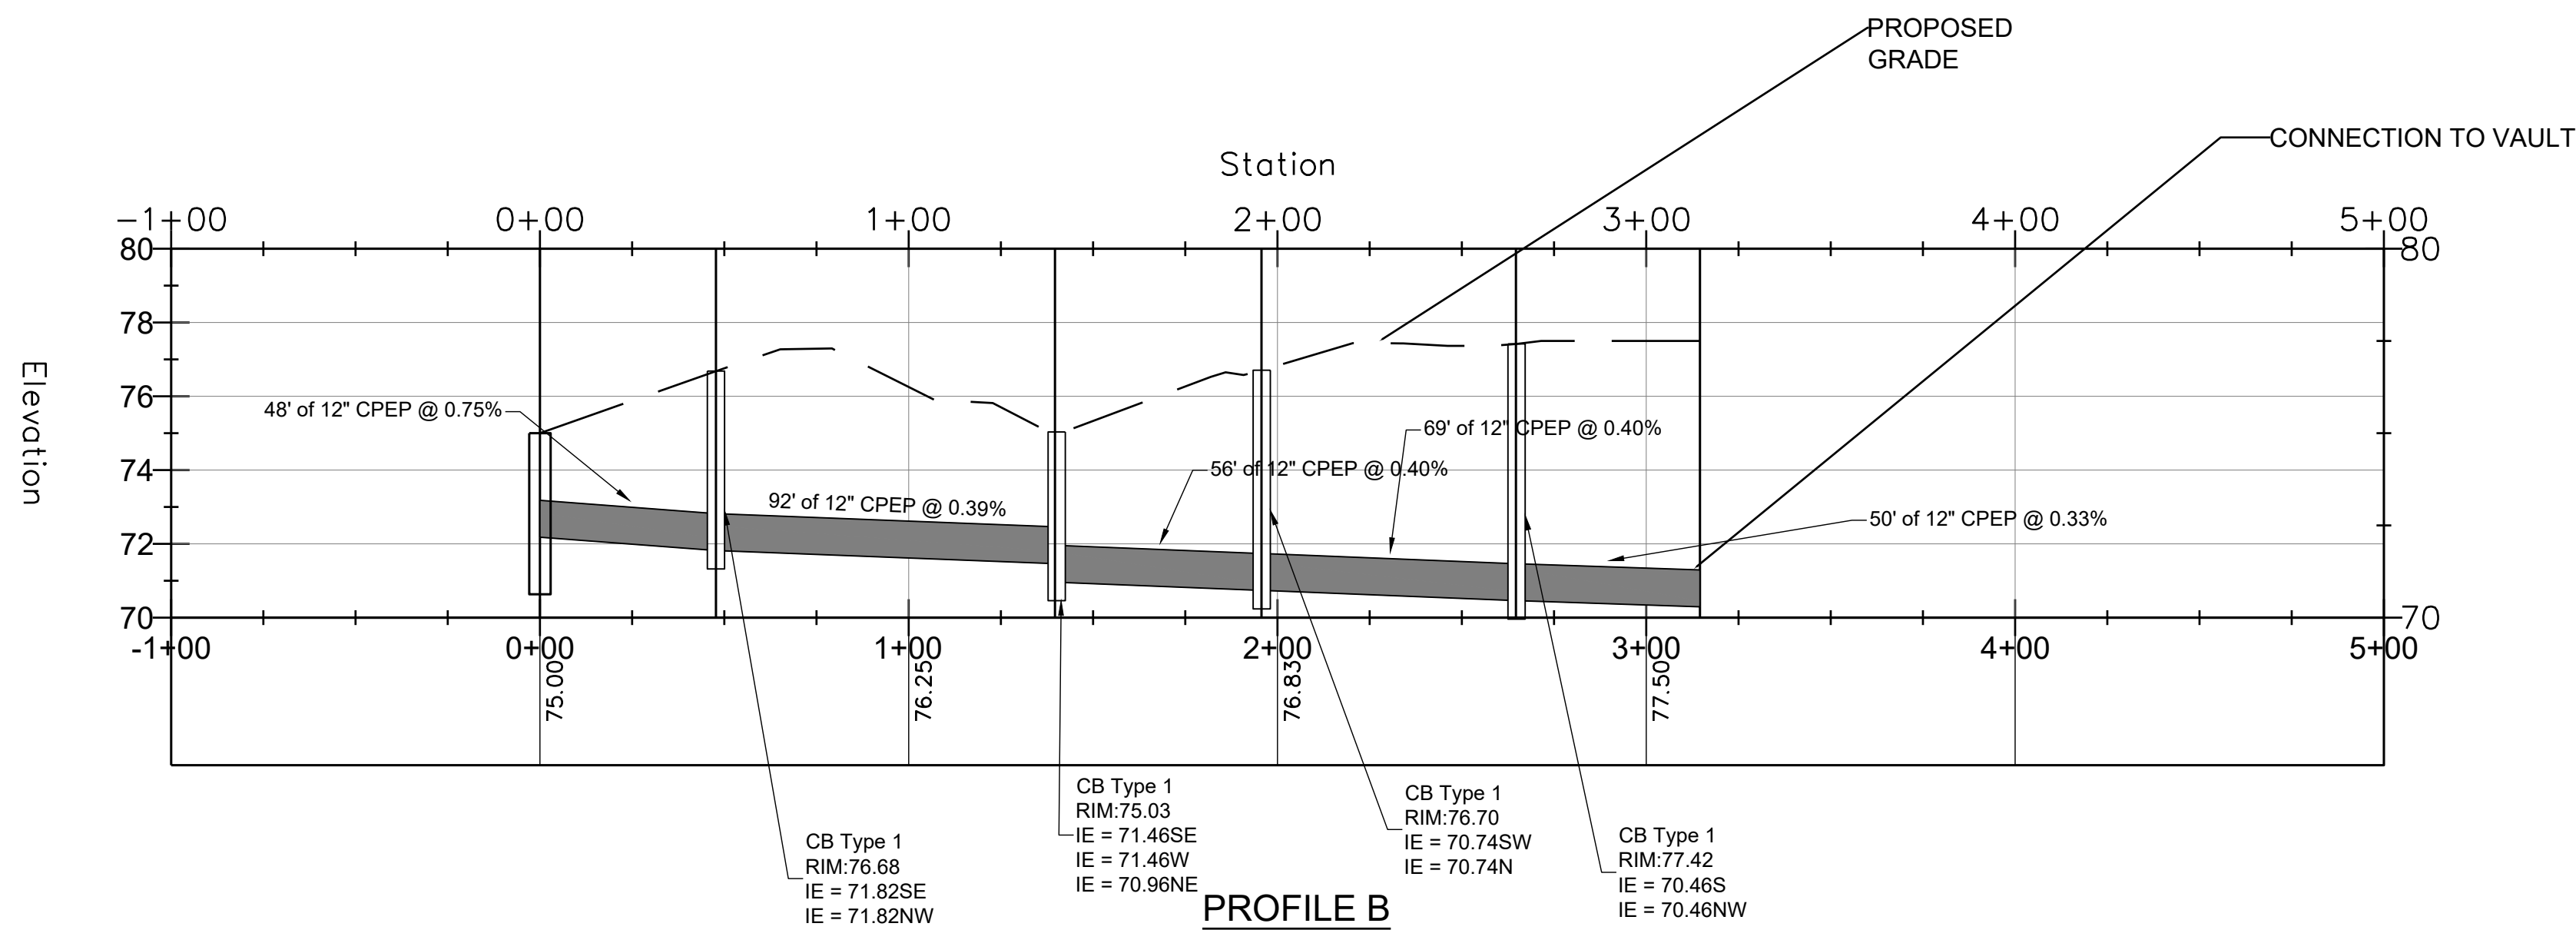 PROPOSED
GRADE
CONNECTION TO VAULT
Station
-1+00 0+00 1+00 2+00 3+00 4+00 5+00
80 80
78
76
74
72
70 70
Elevation
48' of 12" CPEP @ 0.75%
92' of 12" CPEP @ 0.39%
56' of 12" CPEP @ 0.40%
69' of 12" CPEP @ 0.40%
50' of 12" CPEP @ 0.33%
-1+00 0+00 1+00 2+00 3+00 4+00 5+00
75.00
76.25
76.83
77.50
CB Type 1
RIM:76.68
IE = 71.82SE
IE = 71.82NW
CB Type 1
RIM:75.03
IE = 71.46SE
IE = 71.46W
IE = 70.96NE
CB Type 1
RIM:76.70
IE = 70.74SW
IE = 70.74N
CB Type 1
RIM:77.42
IE = 70.46S
IE = 70.46NW
PROFILE B